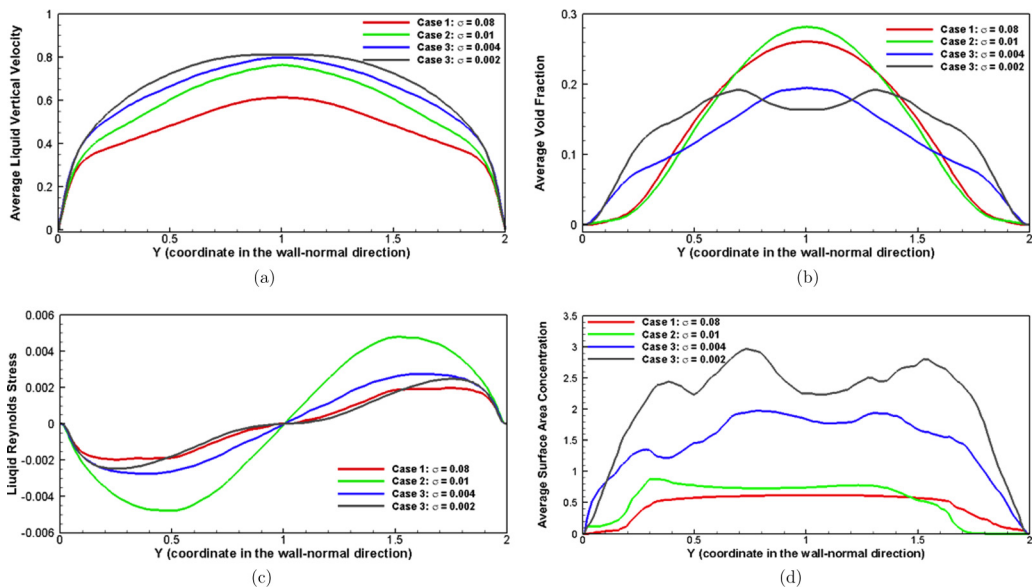 Average Liquid Vertical Velocity
1
0.8
0.6
0.4
0.2
0
Case 1: σ = 0.08
Case 2: σ = 0.01
Case 3: σ = 0.004
Case 3: σ = 0.002
0 0.5 1 1.5 2
Y (coordinate in the wall-normal direction)
(a)
Average Void Fraction
0.3
0.2
0.1
0
Case 1: σ = 0.08
Case 2: σ = 0.01
Case 3: σ = 0.004
Case 3: σ = 0.002
0 0.5 1 1.5 2
Y (coordinate in the wall-normal direction)
(b)
Liuqid Reynolds Stress
0.006
0.004
0.002
0
-0.002
-0.004
-0.006
Case 1: σ = 0.08
Case 2: σ = 0.01
Case 3: σ = 0.004
Case 3: σ = 0.002
0 0.5 1 1.5 2
Y (coordinate in the wall-normal direction)
(c)
Average Surface Area Concentration
3.5
3
2.5
2
1.5
1
0.5
0
Case 1: σ = 0.08
Case 2: σ = 0.01
Case 3: σ = 0.004
Case 3: σ = 0.002
0 0.5 1 1.5 2
Y (coordinate in the wall-normal direction)
(d)